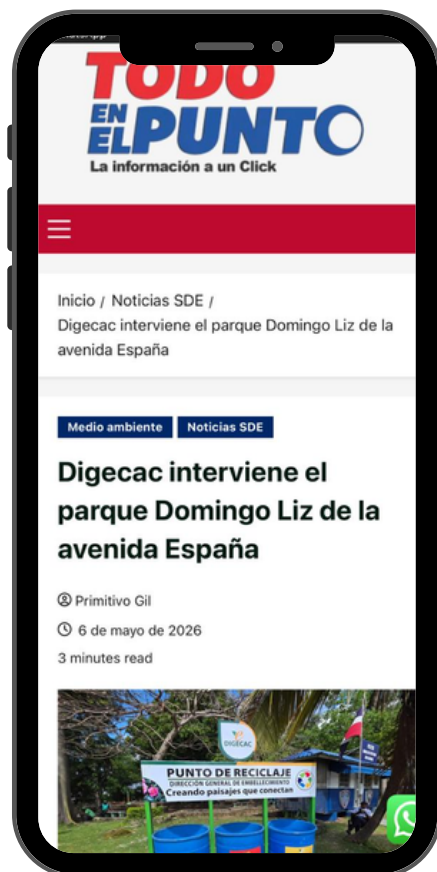 TODO
EN
EL PUNTO
La información a un Click
Inicio / Noticias SDE /
Digecac interviene el parque Domingo Liz de la
avenida España
Medio ambiente Noticias SDE
Digecac interviene el
parque Domingo Liz de la
avenida España
Primitivo Gil
6 de mayo de 2026
3 minutes read
DIGECAC
PUNTO DE RECICLAJE
DIRECCIÓN GENERAL DE EMBELLECIMIENTO
Creando paisajes que conectan